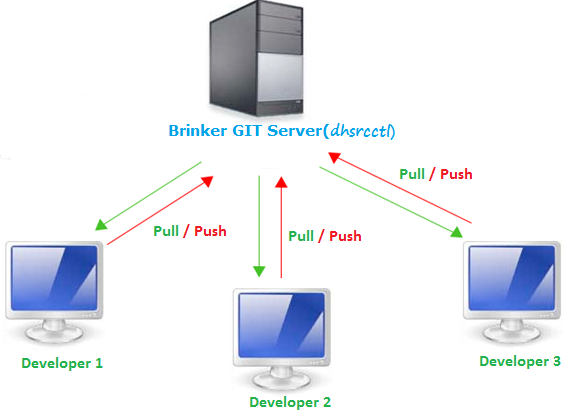 Brinker GIT Server(dhsrcctl)
Pull / Push
Pull / Push
Pull / Push
Developer 1
Developer 3
Developer 2